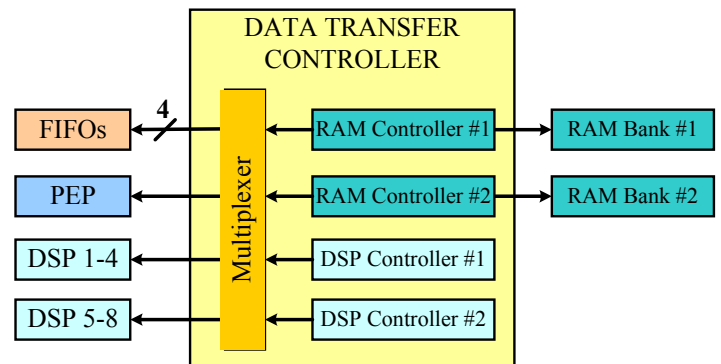 DATA TRANSFER
CONTROLLER
4
FIFOs
RAM Controller #1
RAM Bank #1
PEP
RAM Controller #2
RAM Bank #2
Multiplexer
DSP 1-4
DSP Controller #1
DSP 5-8
DSP Controller #2